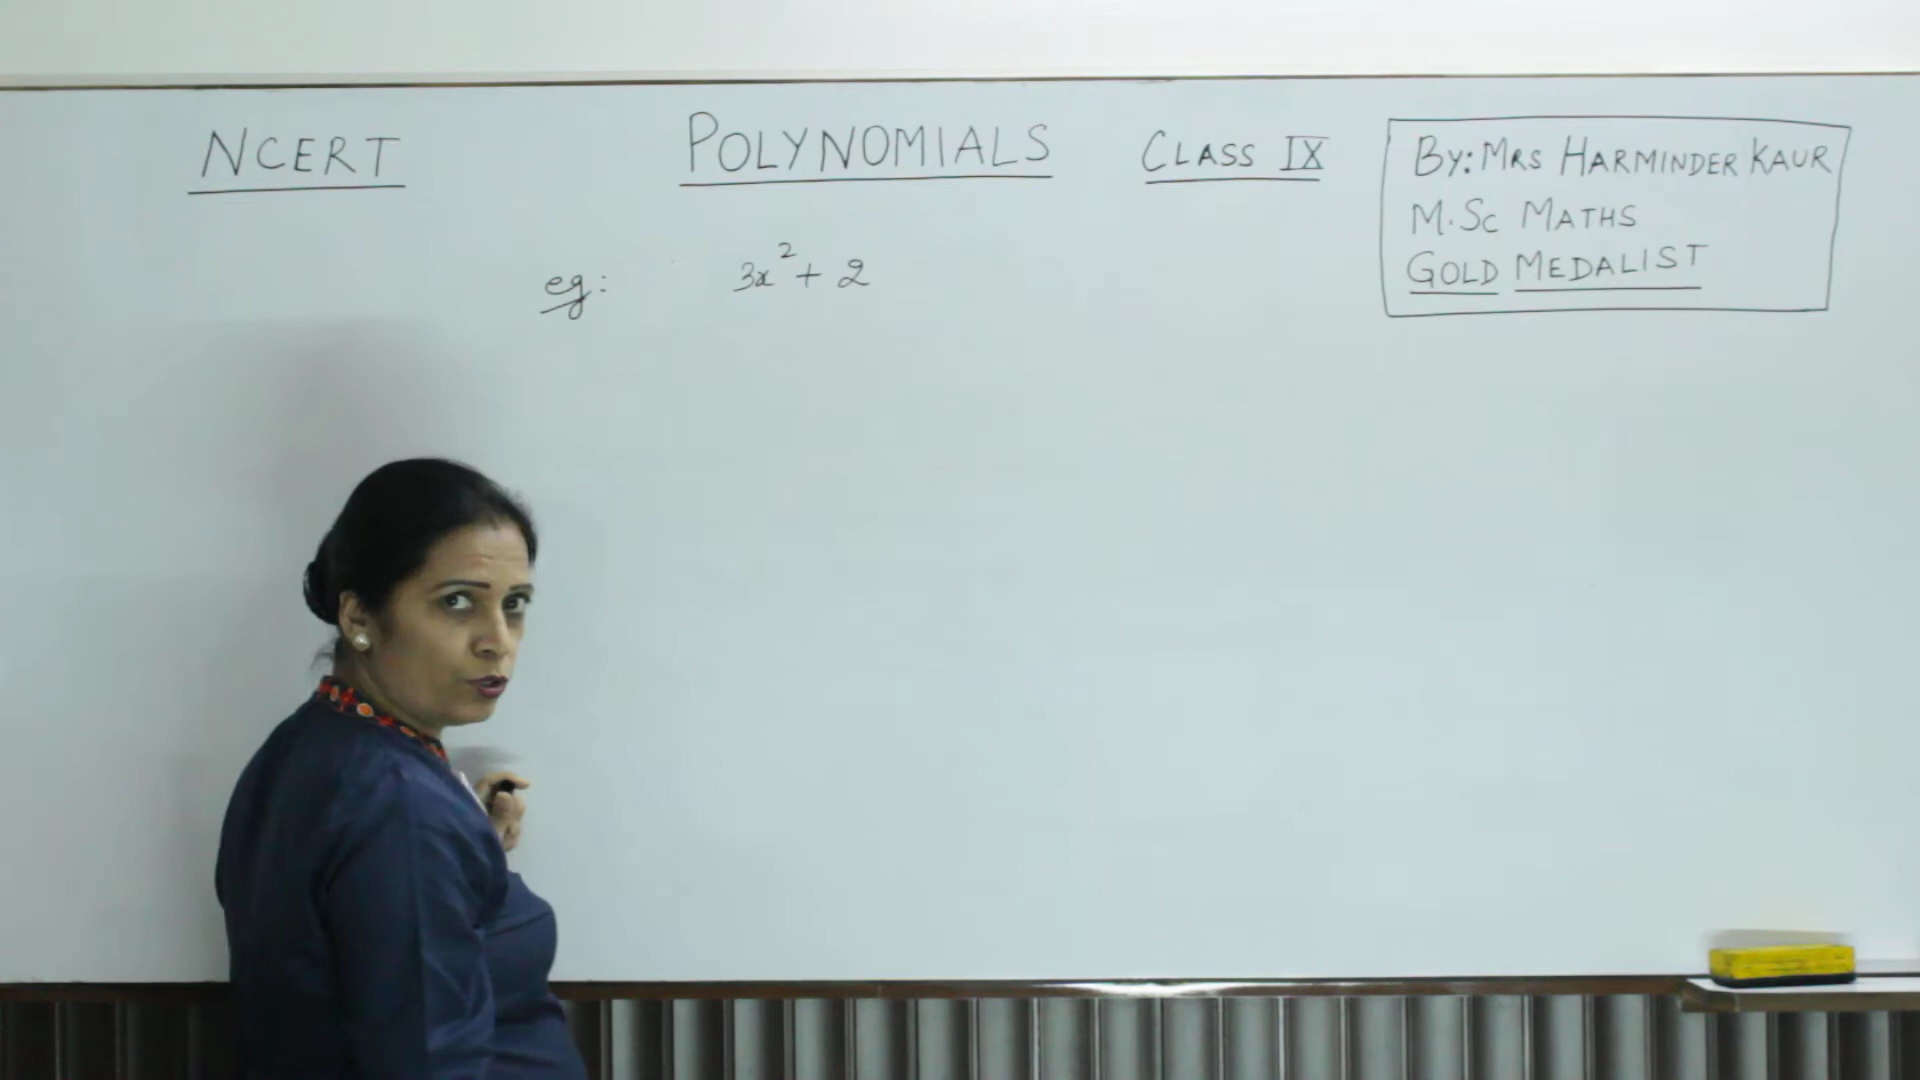 NCERT POLYNOMIALS CLASS IX
By: MRS HARMINDER KAUR
M.Sc MATHS
GOLD MEDALIST
eg: 3x² + 2